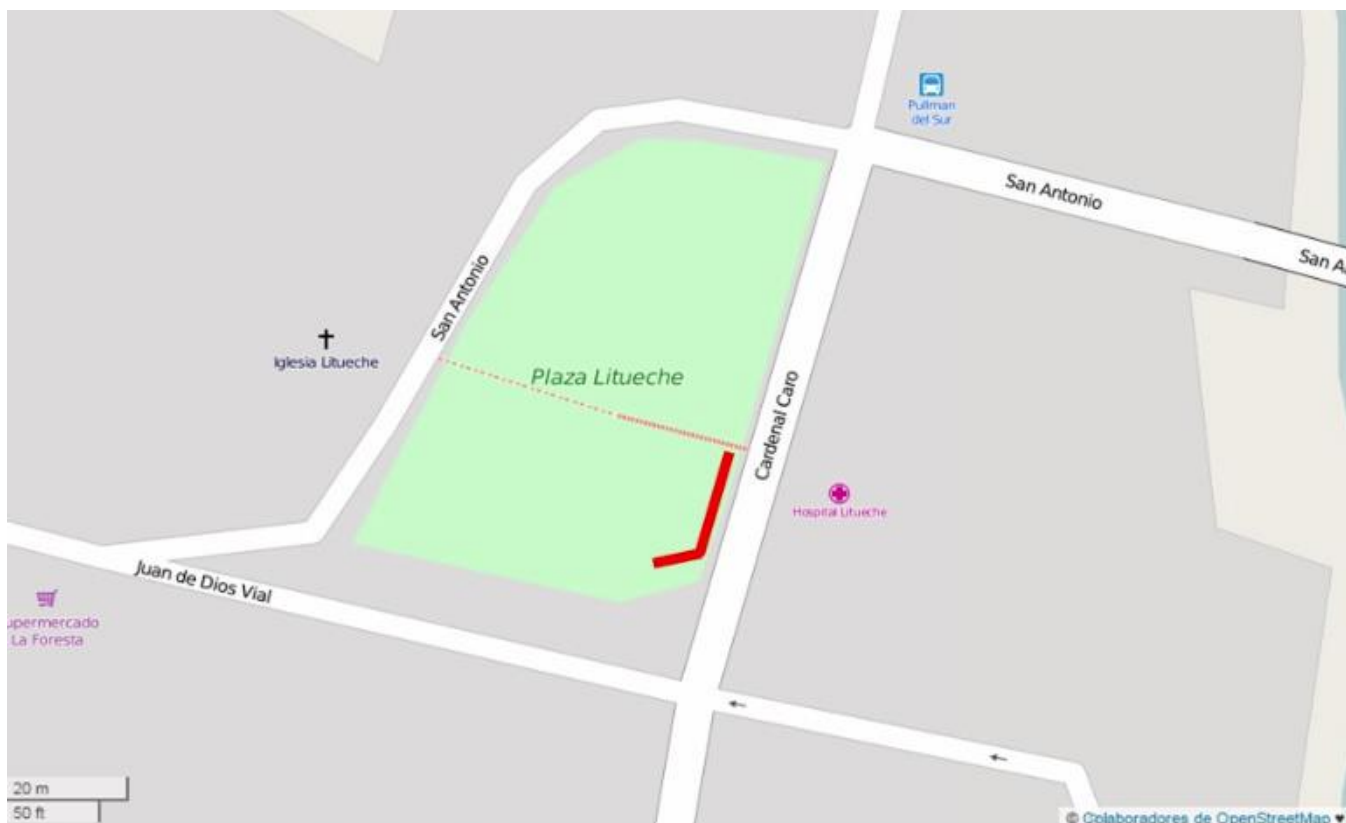 Pullman
del Sur
San Antonio
San A
San Antonio
Iglesia Litueche
Plaza Litueche
Cardenal Caro
Hospital Litueche
Juan de Dios Vial
upermercado
La Foresta
20 m
50 ft
© Colaboradores de OpenStreetMap ♥